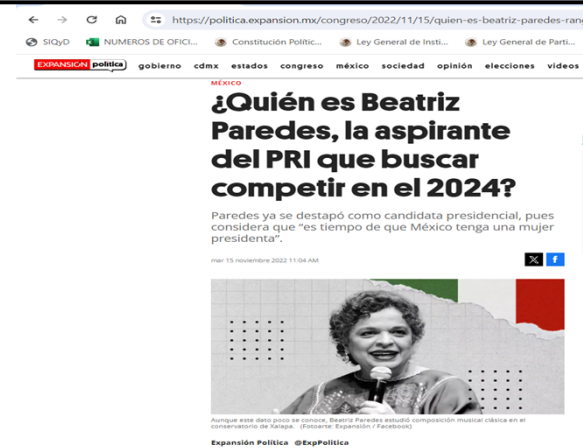 https://politica.expansion.mx/congreso/2022/11/15/quien-es-beatriz-paredes-ran
SIQyD NUMEROS DE OFICI... Constitución Polític... Ley General de Insti... Ley General de Parti...
EXPANSIÓN política gobierno cdmx estados congreso méxico sociedad opinión elecciones videos
MÉXICO
¿Quién es Beatriz
Paredes, la aspirante
del PRI que buscar
competir en el 2024?
Paredes ya se destapó como candidata presidencial, pues
considera que “es tiempo de que México tenga una mujer
presidenta”.
mar 15 noviembre 2022 11:04 AM
Aunque este dato poco se conoce, Beatriz Paredes estudió composición musical clásica en el
conservatorio de Xalapa. (Fotoarte: Expansión / Facebook)
Expansión Política @ExpPolitica